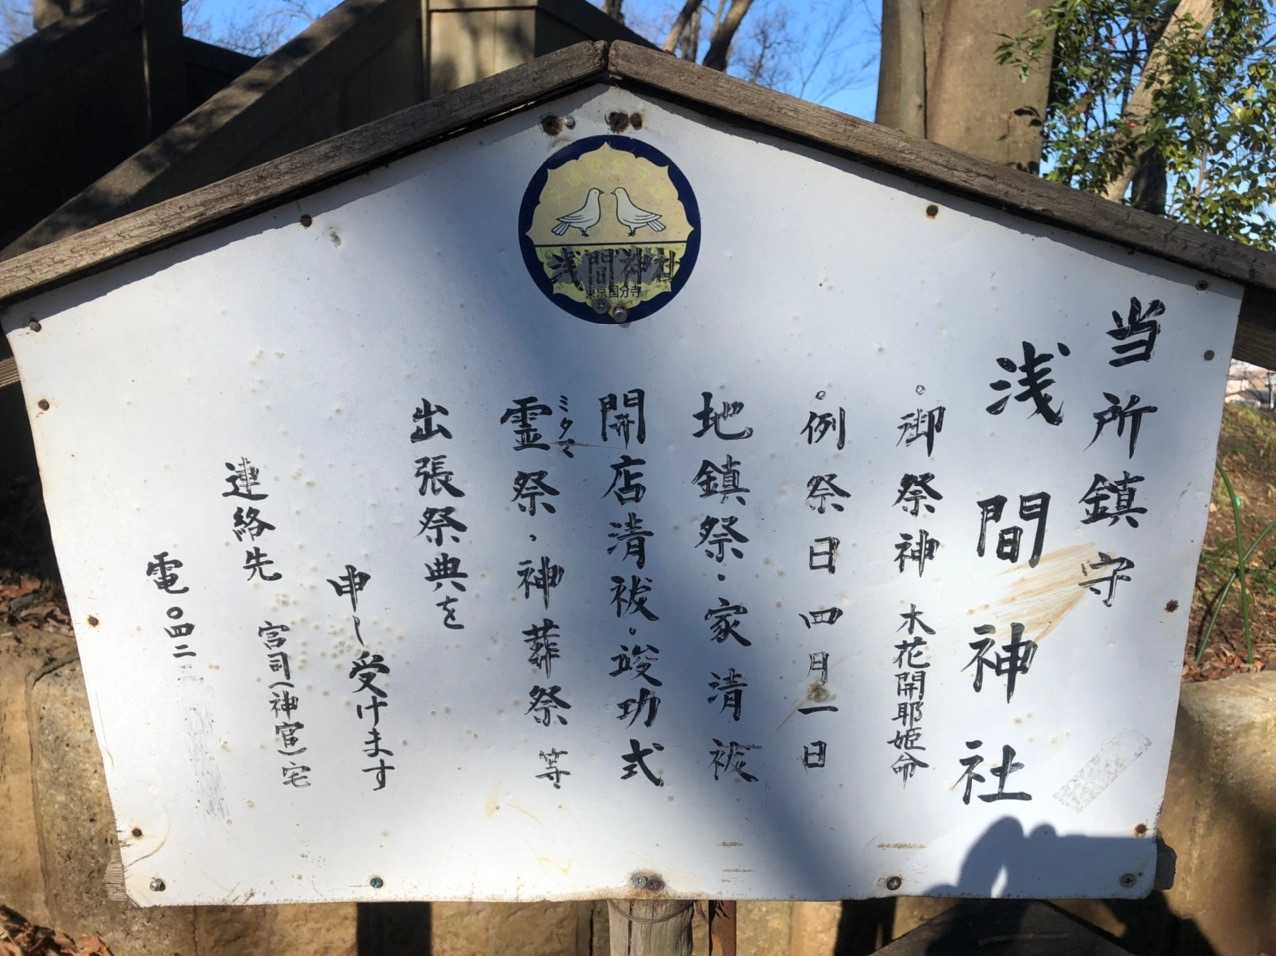 浅間神社
東京国分寺
当所鎮守
浅間神社
。御祭神 木花開耶姫命
。例祭日 四月一日
地鎮祭・家清祓
開店清祓・竣功式
霊祭・神葬祭等
ミタマ
出張祭典を
申し受けます
連絡先 宮司(神官)宅
電〇四二